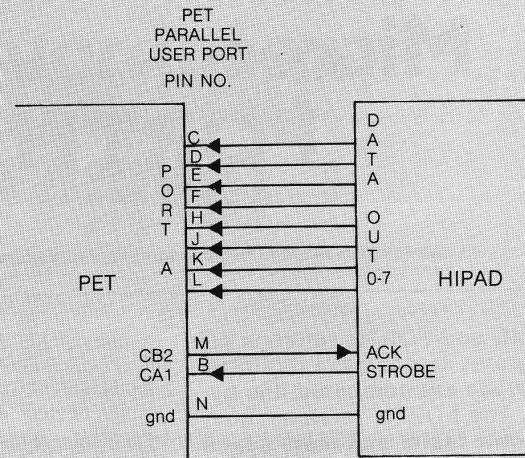 PET
PARALLEL
USER PORT
PIN NO.
C
D
E
F
H
J
K
L
PORT A
DATA OUT
0-7
PET
HIPAD
CB2
M
ACK
CA1
B
STROBE
gnd
N
gnd